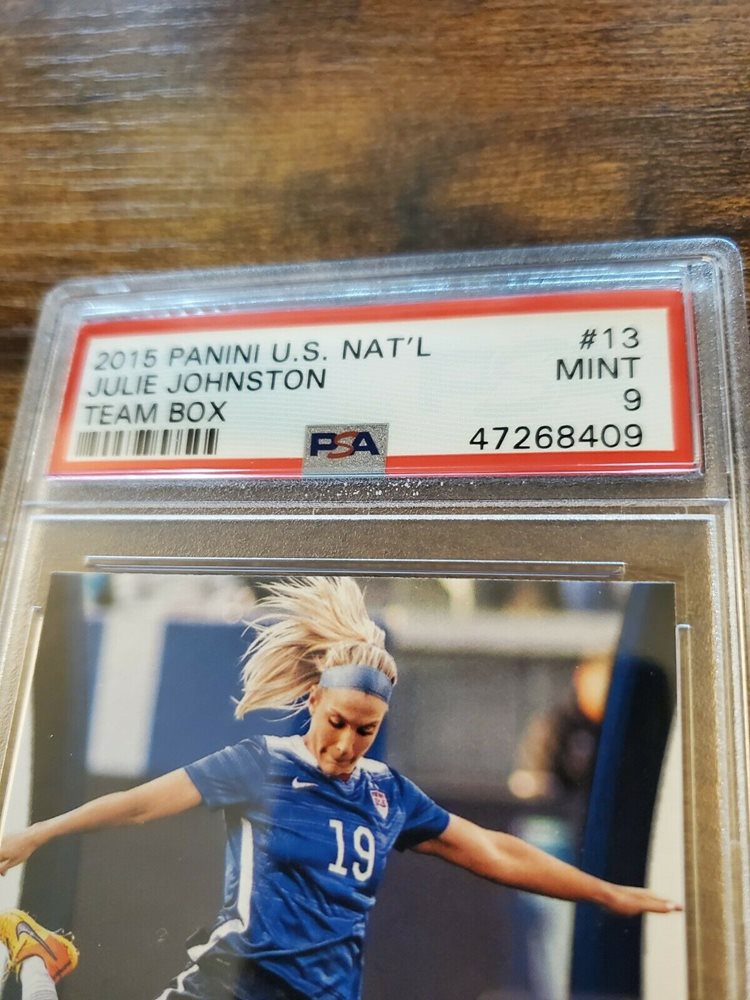 2015 PANINI U.S. NAT'L #13
JULIE JOHNSTON MINT
TEAM BOX 9
PSA 47268409
19